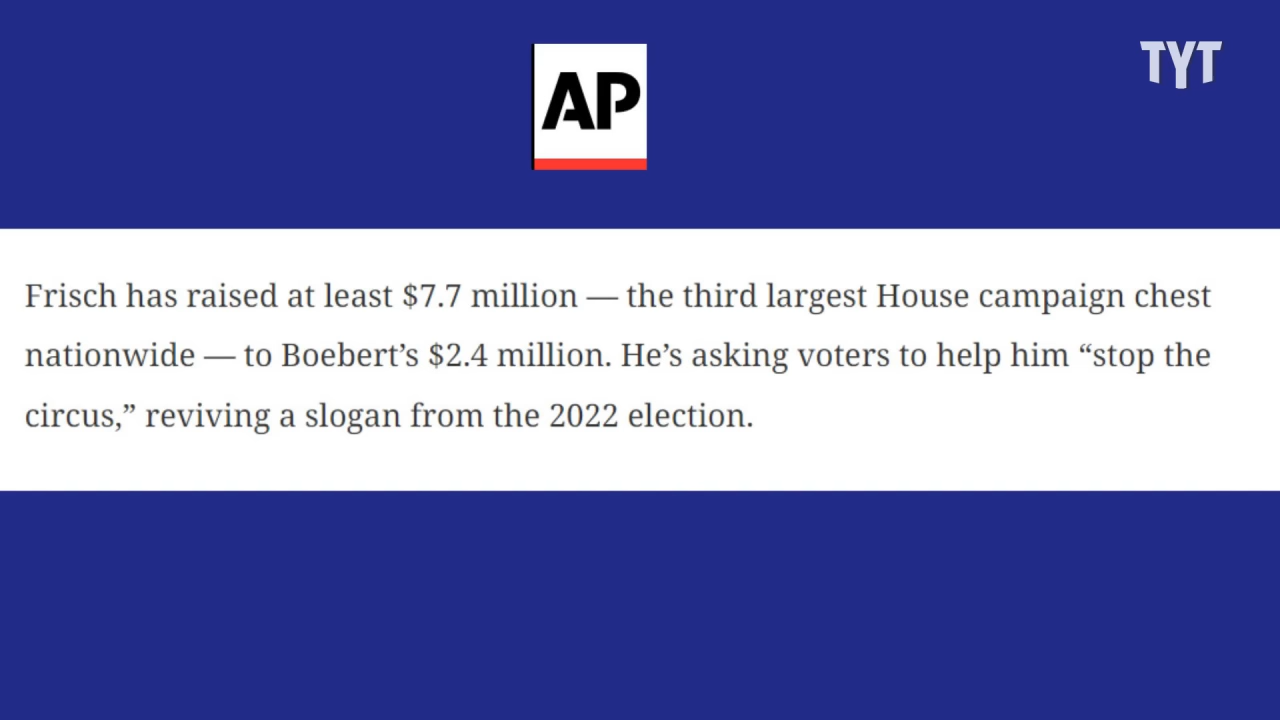 AP
TYT
Frisch has raised at least $7.7 million — the third largest House campaign chest
nationwide — to Boebert’s $2.4 million. He’s asking voters to help him “stop the
circus,” reviving a slogan from the 2022 election.